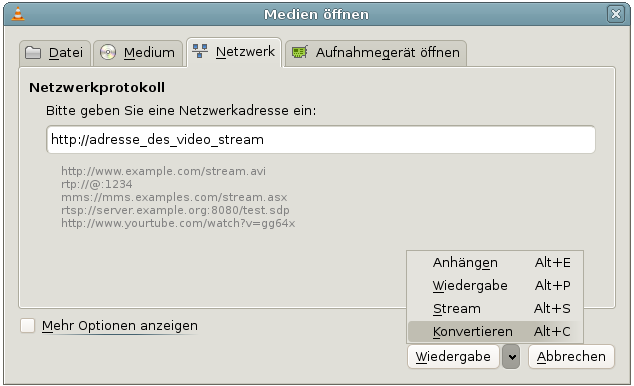 Medien öffnen
Datei Medium Netzwerk Aufnahmegerät öffnen
Netzwerkprotokoll
Bitte geben Sie eine Netzwerkadresse ein:
http://adresse_des_video_stream
http://www.example.com/stream.avi
rtp://@:1234
mms://mms.examples.com/stream.asx
rtsp://server.example.org:8080/test.sdp
http://www.yourtube.com/watch?v=gg64x
Anhängen Alt+E
Wiedergabe Alt+P
Stream Alt+S
Konvertieren Alt+C
Mehr Optionen anzeigen
Wiedergabe Abbrechen